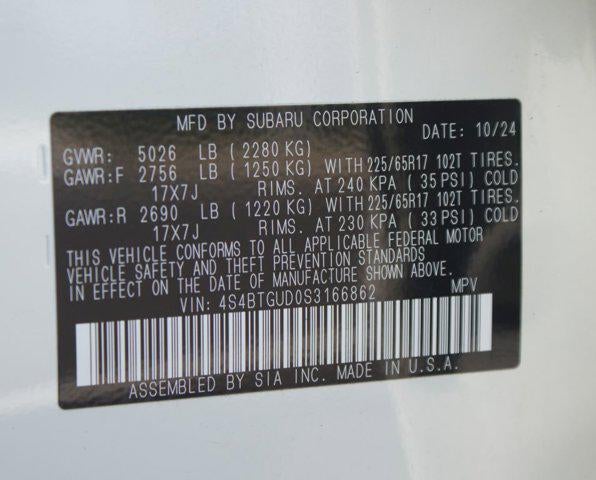 MFD BY SUBARU CORPORATION
DATE: 10/24
GVWR: 5026 LB (2280 KG)
GAWR:F 2756 LB (1250 KG) WITH 225/65R17 102T TIRES.
17X7J RIMS. AT 240 KPA (35 PSI) COLD
GAWR:R 2690 LB (1220 KG) WITH 225/65R17 102T TIRES.
17X7J RIMS. AT 230 KPA (33 PSI) COLD
THIS VEHICLE CONFORMS TO ALL APPLICABLE FEDERAL MOTOR
VEHICLE SAFETY AND THEFT PREVENTION STANDARDS
IN EFFECT ON THE DATE OF MANUFACTURE SHOWN ABOVE.
VIN: 4S4BTGUD0S3166862 MPV
ASSEMBLED BY SIA INC. MADE IN U.S.A.